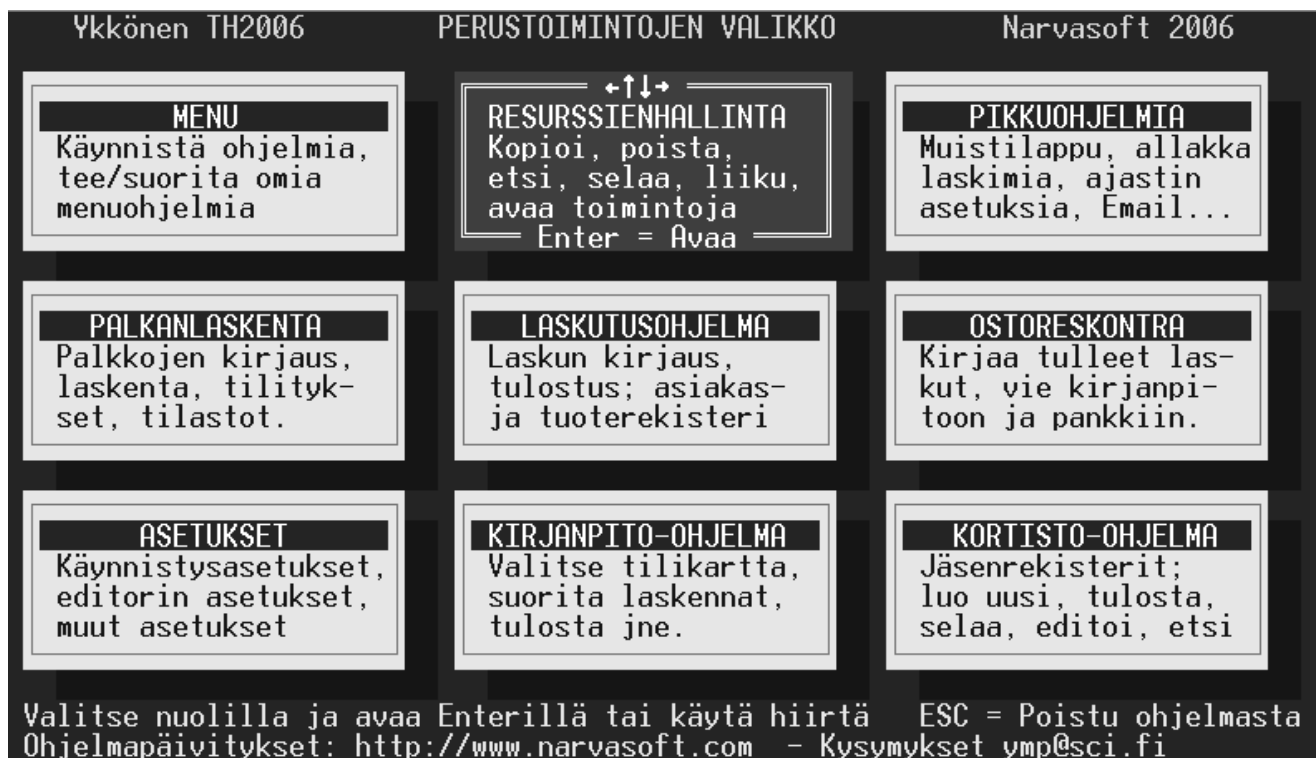 Ykkönen TH2006 PERUSTOIMINTOJEN VALIKKO Narvasoft 2006
MENU
Käynnistä ohjelmia,
tee/suorita omia
menuohjelmia
←↑↓→
RESURSSIENHALLINTA
Kopioi, poista,
etsi, selaa, liiku,
avaa toimintoja
Enter = Avaa
PIKKUOHJELMIA
Muistilappu, allakka
laskimia, ajastin
asetuksia, Email...
PALKANLASKENTA
Palkkojen kirjaus,
laskenta, tilityk-
set, tilastot.
LASKUTUSOHJELMA
Laskun kirjaus,
tulostus; asiakas-
ja tuoterekisteri
OSTORESKONTRA
Kirjaa tulleet las-
kut, vie kirjanpi-
toon ja pankkiin.
ASETUKSET
Käynnistysasetukset,
editorin asetukset,
muut asetukset
KIRJANPITO-OHJELMA
Valitse tilikartta,
suorita laskennat,
tulosta jne.
KORTISTO-OHJELMA
Jäsenrekisterit;
luo uusi, tulosta,
selaa, editoi, etsi
Valitse nuolilla ja avaa Enterillä tai käytä hiirtä ESC = Poistu ohjelmasta
Ohjelmapäivitykset: http://www.narvasoft.com - Kysymykset ymp@sci.fi